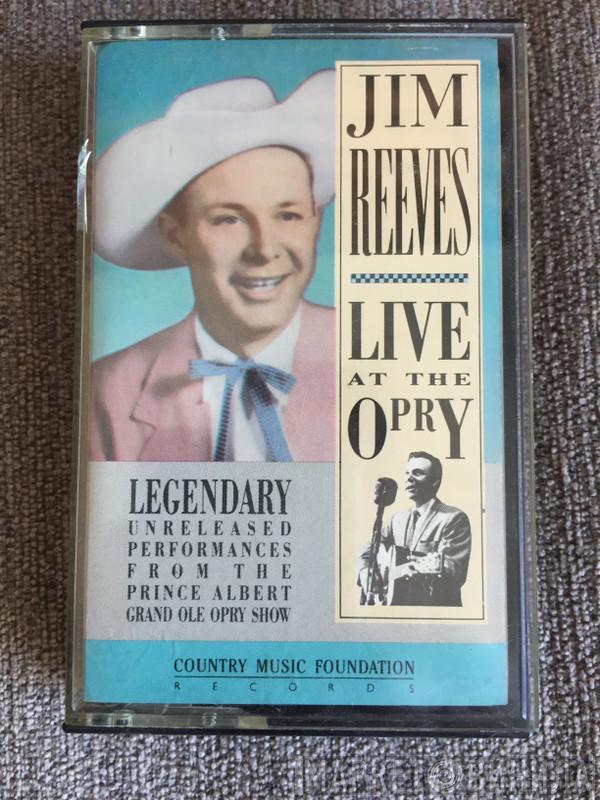 JIM
REEVES
LIVE
AT THE
OPRY
LEGENDARY
UNRELEASED
PERFORMANCES
FROM THE
PRINCE ALBERT
GRAND OLE OPRY SHOW
COUNTRY MUSIC FOUNDATION
RECORDS